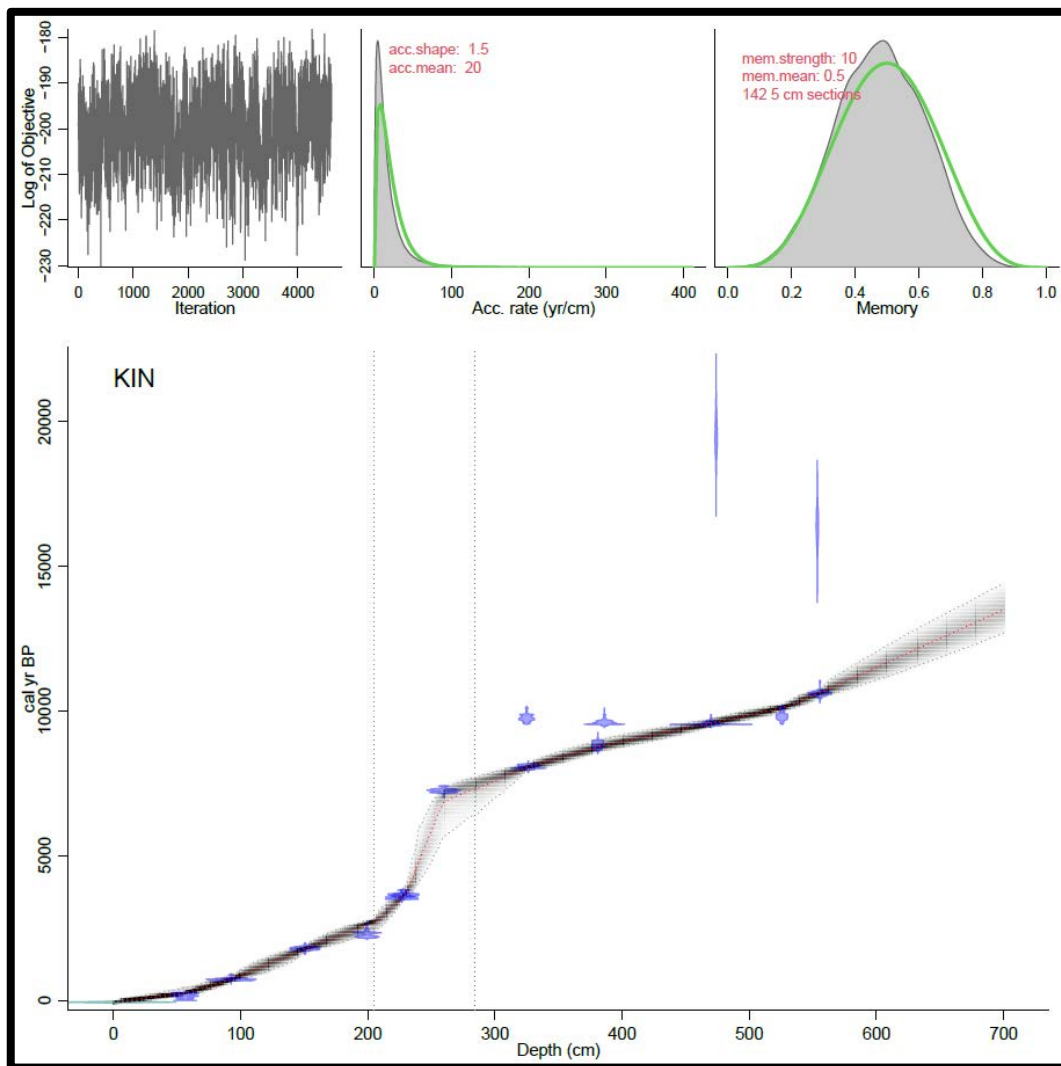 Log of Objective
-230 -220 -210 -200 -190 -180
0 1000 2000 3000 4000
Iteration
acc.shape: 1.5
acc.mean: 20
0 100 200 300 400
Acc. rate (yr/cm)
mem.strength: 10
mem.mean: 0.5
142 5 cm sections
0.0 0.2 0.4 0.6 0.8 1.0
Memory
KIN
cal yr BP
0 5000 10000 15000 20000
0 100 200 300 400 500 600 700
Depth (cm)